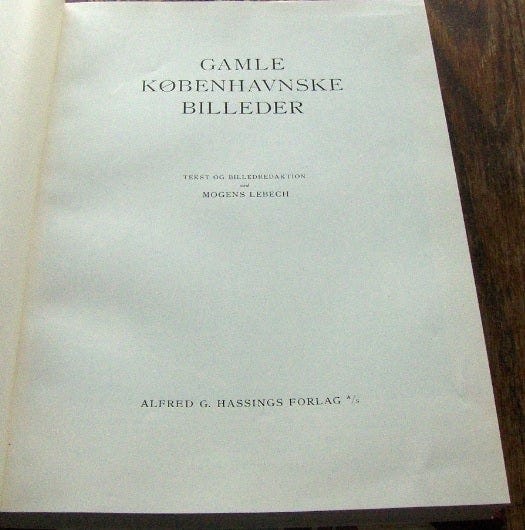 GAMLE
KØBENHAVNSKE
BILLEDER
TEKST OG BILLEDREDAKTION
ved
MOGENS LEBECH
ALFRED G. HASSINGS FORLAG A/S